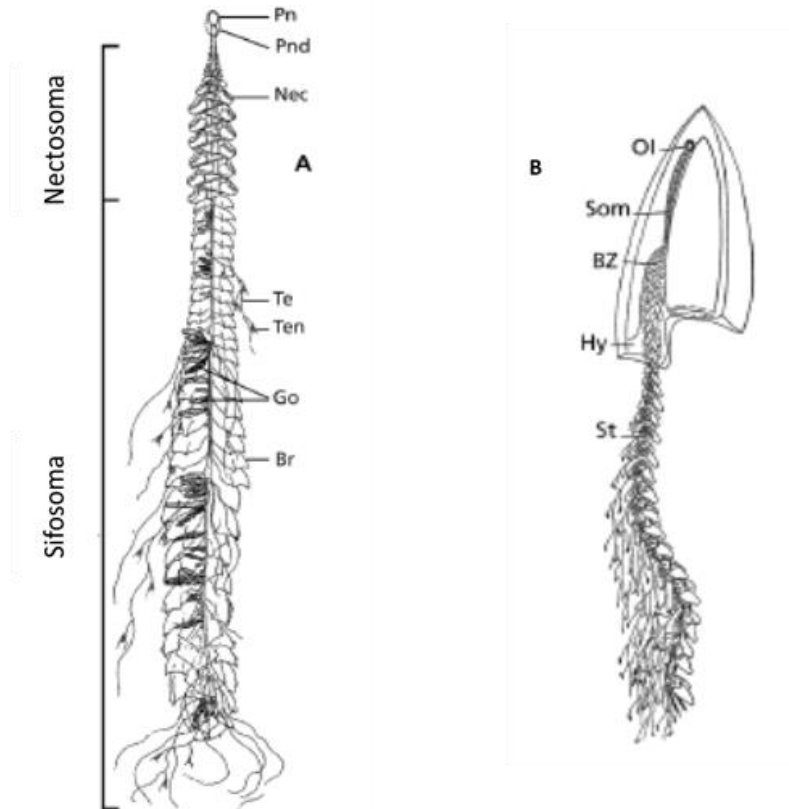 Pn
Pnd
Nectosoma
Nec
A
Te
Ten
Go
Br
Sifosoma
B
Ol
Som
BZ
Hy
St